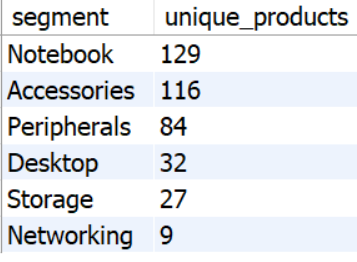 segment unique_products
Notebook 129
Accessories 116
Peripherals 84
Desktop 32
Storage 27
Networking 9